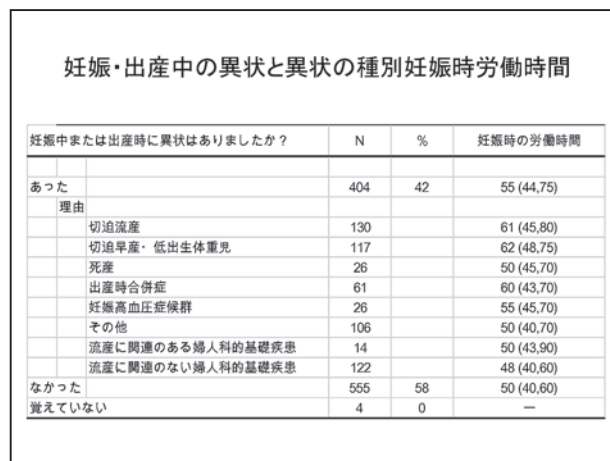 妊娠・出産中の異状と異状の種別妊娠時労働時間
妊娠中または出産時に異状はありましたか？ N % 妊娠時の労働時間
あった 404 42 55 (44,75)
理由
切迫流産 130 61 (45,80)
切迫早産・ 低出生体重児 117 62 (48,75)
死産 26 50 (45,70)
出産時合併症 61 60 (43,70)
妊娠高血圧症候群 26 55 (45,70)
その他 106 50 (40,70)
流産に関連のある婦人科的基礎疾患 14 50 (43,90)
流産に関連のない婦人科的基礎疾患 122 48 (40,60)
なかった 555 58 50 (40,60)
覚えていない 4 0 ー